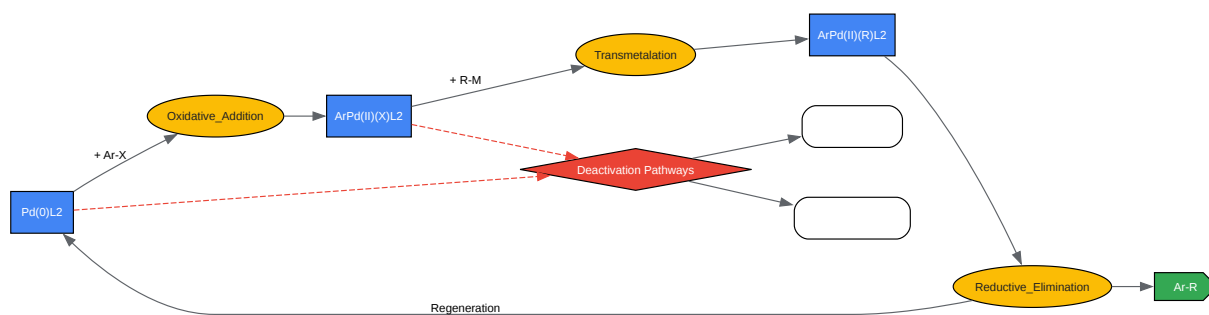 Pd(0)L2
+ Ar-X
Oxidative_Addition
ArPd(II)(X)L2
+ R-M
Transmetalation
ArPd(II)(R)L2
Deactivation Pathways
Reductive_Elimination
Ar-R
Regeneration